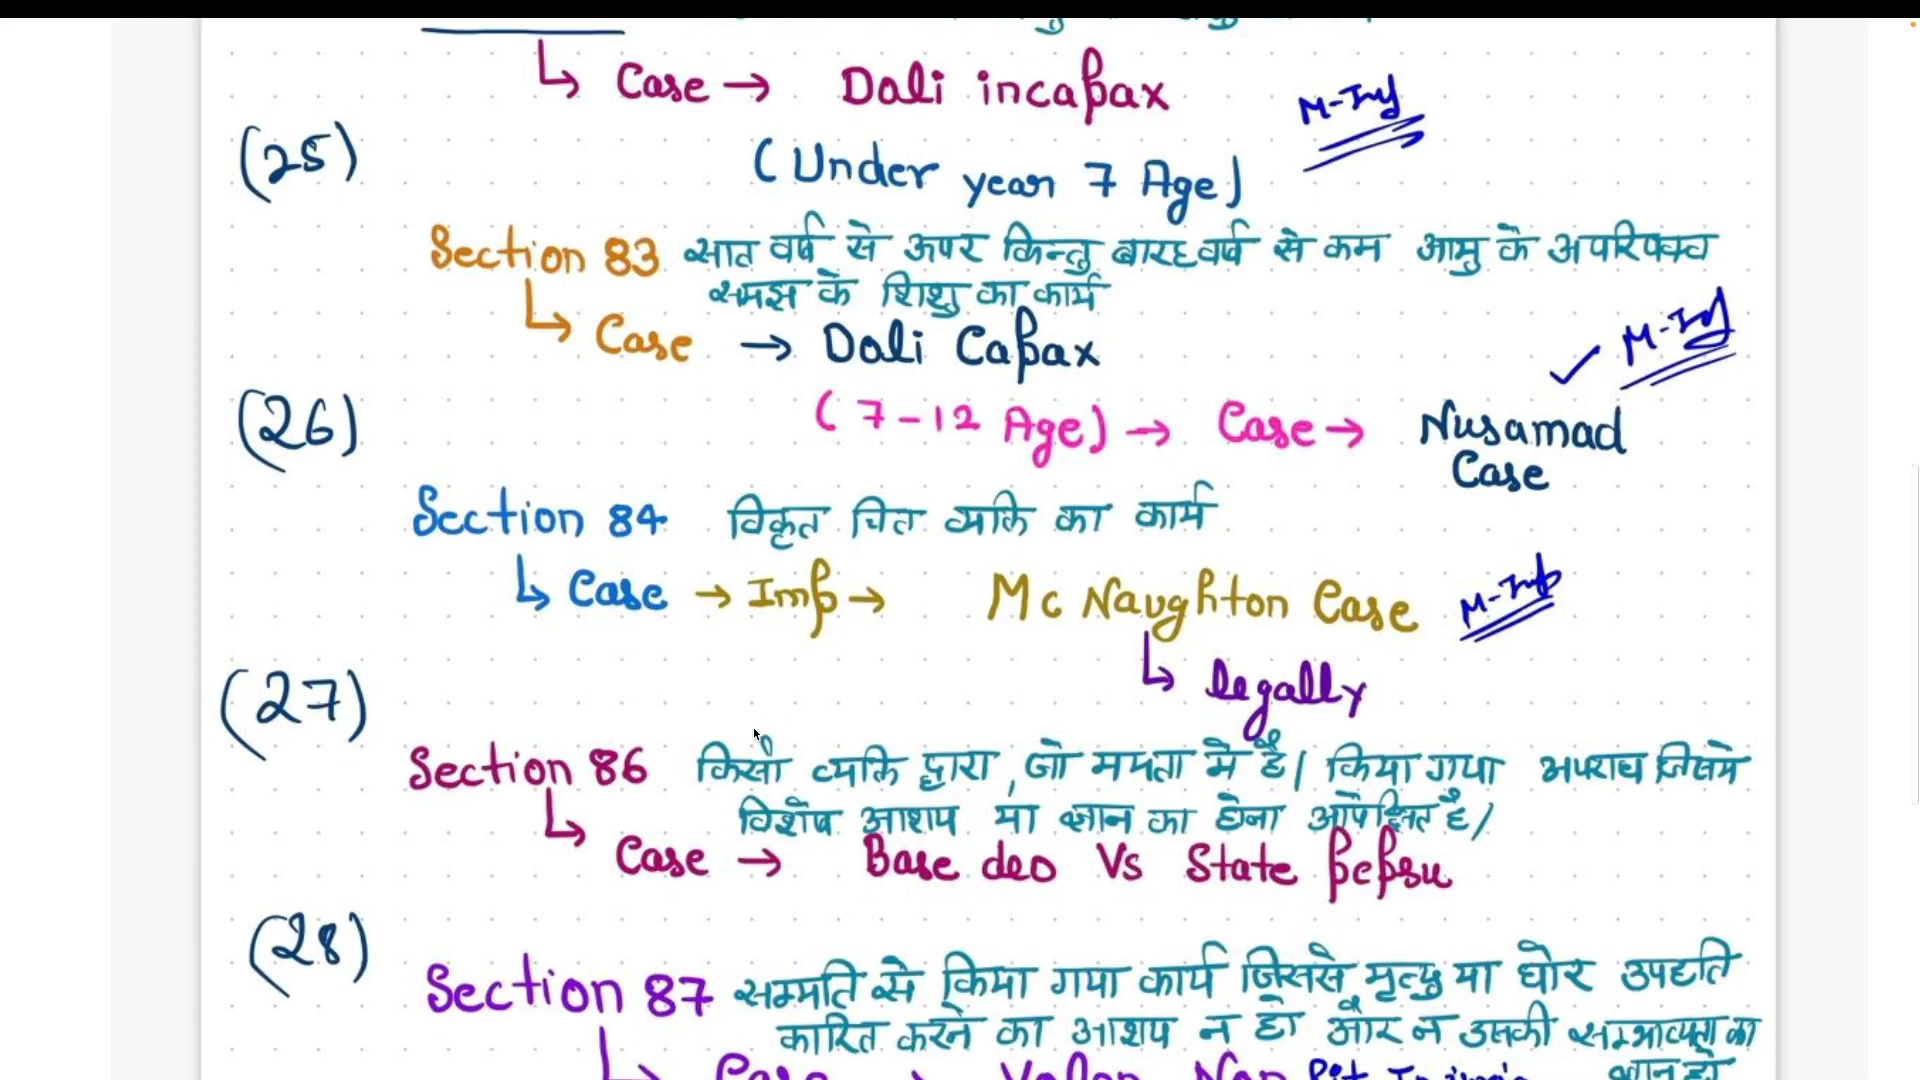 ↳ Case → Doli incapax M-Imp
(25) (Under year 7 Age)
Section 83 सात वर्ष से ऊपर किन्तु बारह वर्ष से कम आयु के अपरिपक्व
समझ के शिशु का कार्य
↳ Case → Doli Capax ✓ M-Imp
(26) (7-12 Age) → Case → Nusamad
Case
Section 84 विकृत चित व्यक्ति का कार्य
↳ Case → Imp → Mc Naughton Case M-Imp
(27) ↳ legally
Section 86 किसी व्यक्ति द्वारा, जो मत्तता मे है। किया गया अपराध जिसमे
विशेष आशय या ज्ञान का होना अपेक्षित है।
↳ Case → Base deo Vs State pepsu
(28)
Section 87 सम्मति से किया गया कार्य जिससे मृत्यु या घोर उपहति
कारित करने का आशय न हो और न उसकी सम्भाव्यता का
ज्ञान हो